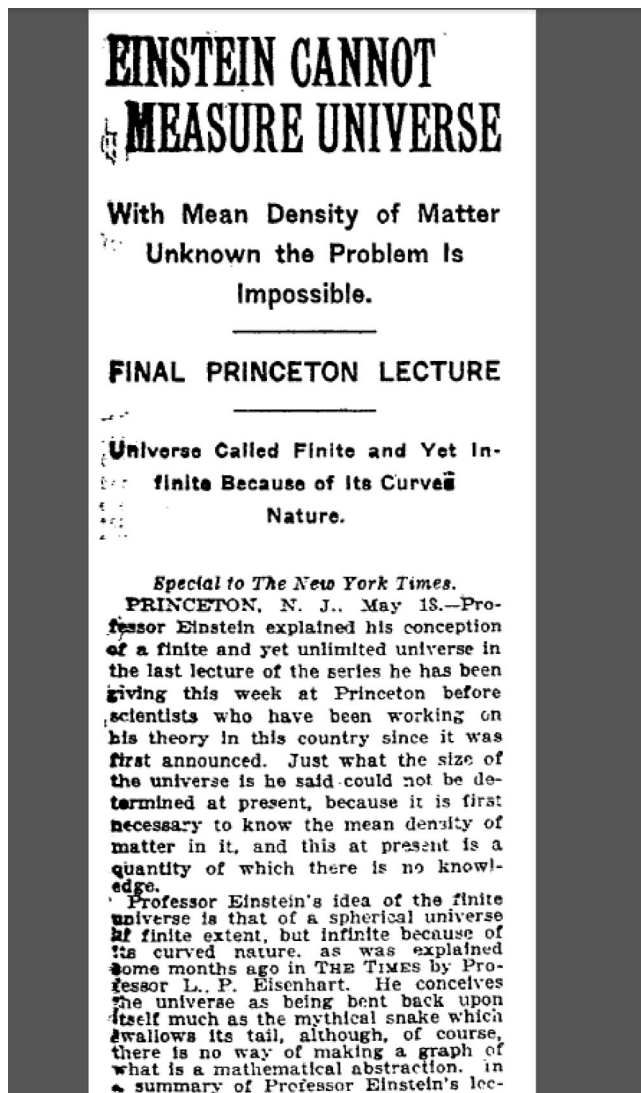 EINSTEIN CANNOT
MEASURE UNIVERSE
With Mean Density of Matter
Unknown the Problem Is
Impossible.
FINAL PRINCETON LECTURE
Universe Called Finite and Yet In-
finite Because of Its Curved
Nature.
Special to The New York Times.
PRINCETON, N. J., May 13.—Pro-
fessor Einstein explained his conception
of a finite and yet unlimited universe in
the last lecture of the series he has been
giving this week at Princeton before
scientists who have been working on
his theory in this country since it was
first announced. Just what the size of
the universe is he said could not be de-
termined at present, because it is first
necessary to know the mean density of
matter in it, and this at present is a
quantity of which there is no knowl-
edge.
Professor Einstein's idea of the finite
universe is that of a spherical universe
of finite extent, but infinite because of
its curved nature, as was explained
some months ago in THE TIMES by Pro-
fessor L. P. Eisenhart. He conceives
the universe as being bent back upon
itself much as the mythical snake which
swallows its tail, although, of course,
there is no way of making a graph of
what is a mathematical abstraction. In
a summary of Professor Einstein's lec-